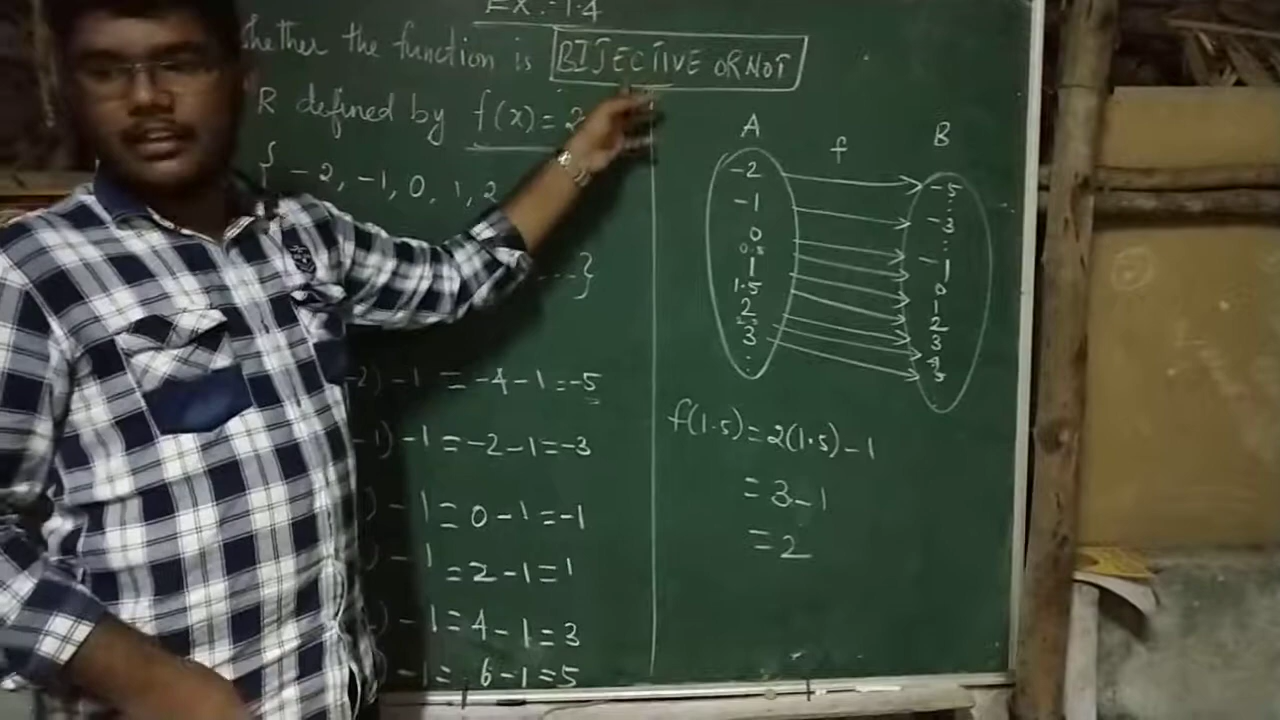 Ex :- 1.4
whether the function is BIJECTIVE OR NOT
R defined by f(x) = 2
{ -2, -1, 0, 1, 2
....}
-2) -1 = -4 -1 = -5
-1) -1 = -2 -1 = -3
) -1 = 0 -1 = -1
-1 = 2 -1 = 1
) -1 = 4 -1 = 3
-1 = 6 -1 = 5
A f B
-2
-1
0
0.5
1
1.5
2
3
-5
-3
-1
0
1
2
3
4
5
f(1.5) = 2(1.5) -1
= 3 -1
= 2